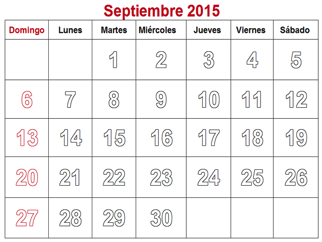 Septiembre 2015
Domingo Lunes Martes Miércoles Jueves Viernes Sábado
1 2 3 4 5
6 7 8 9 10 11 12
13 14 15 16 17 18 19
20 21 22 23 24 25 26
27 28 29 30